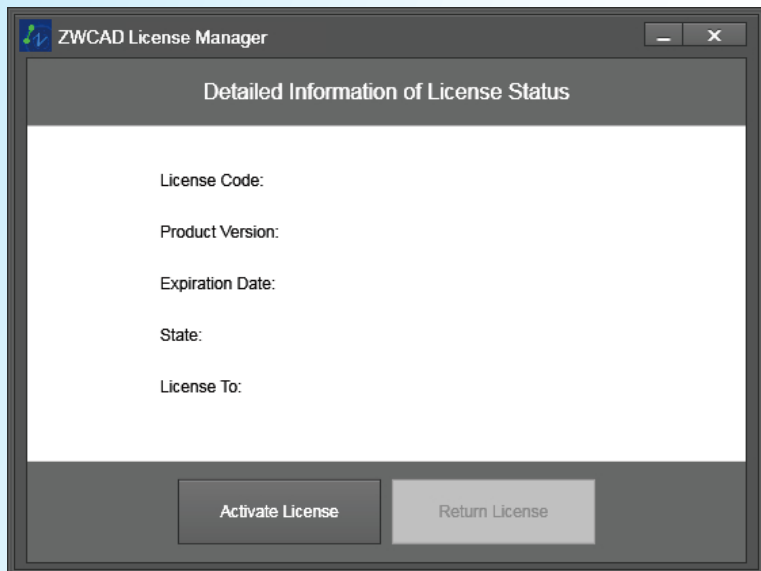 ZWCAD License Manager
Detailed Information of License Status
License Code:
Product Version:
Expiration Date:
State:
License To:
Activate License Return License